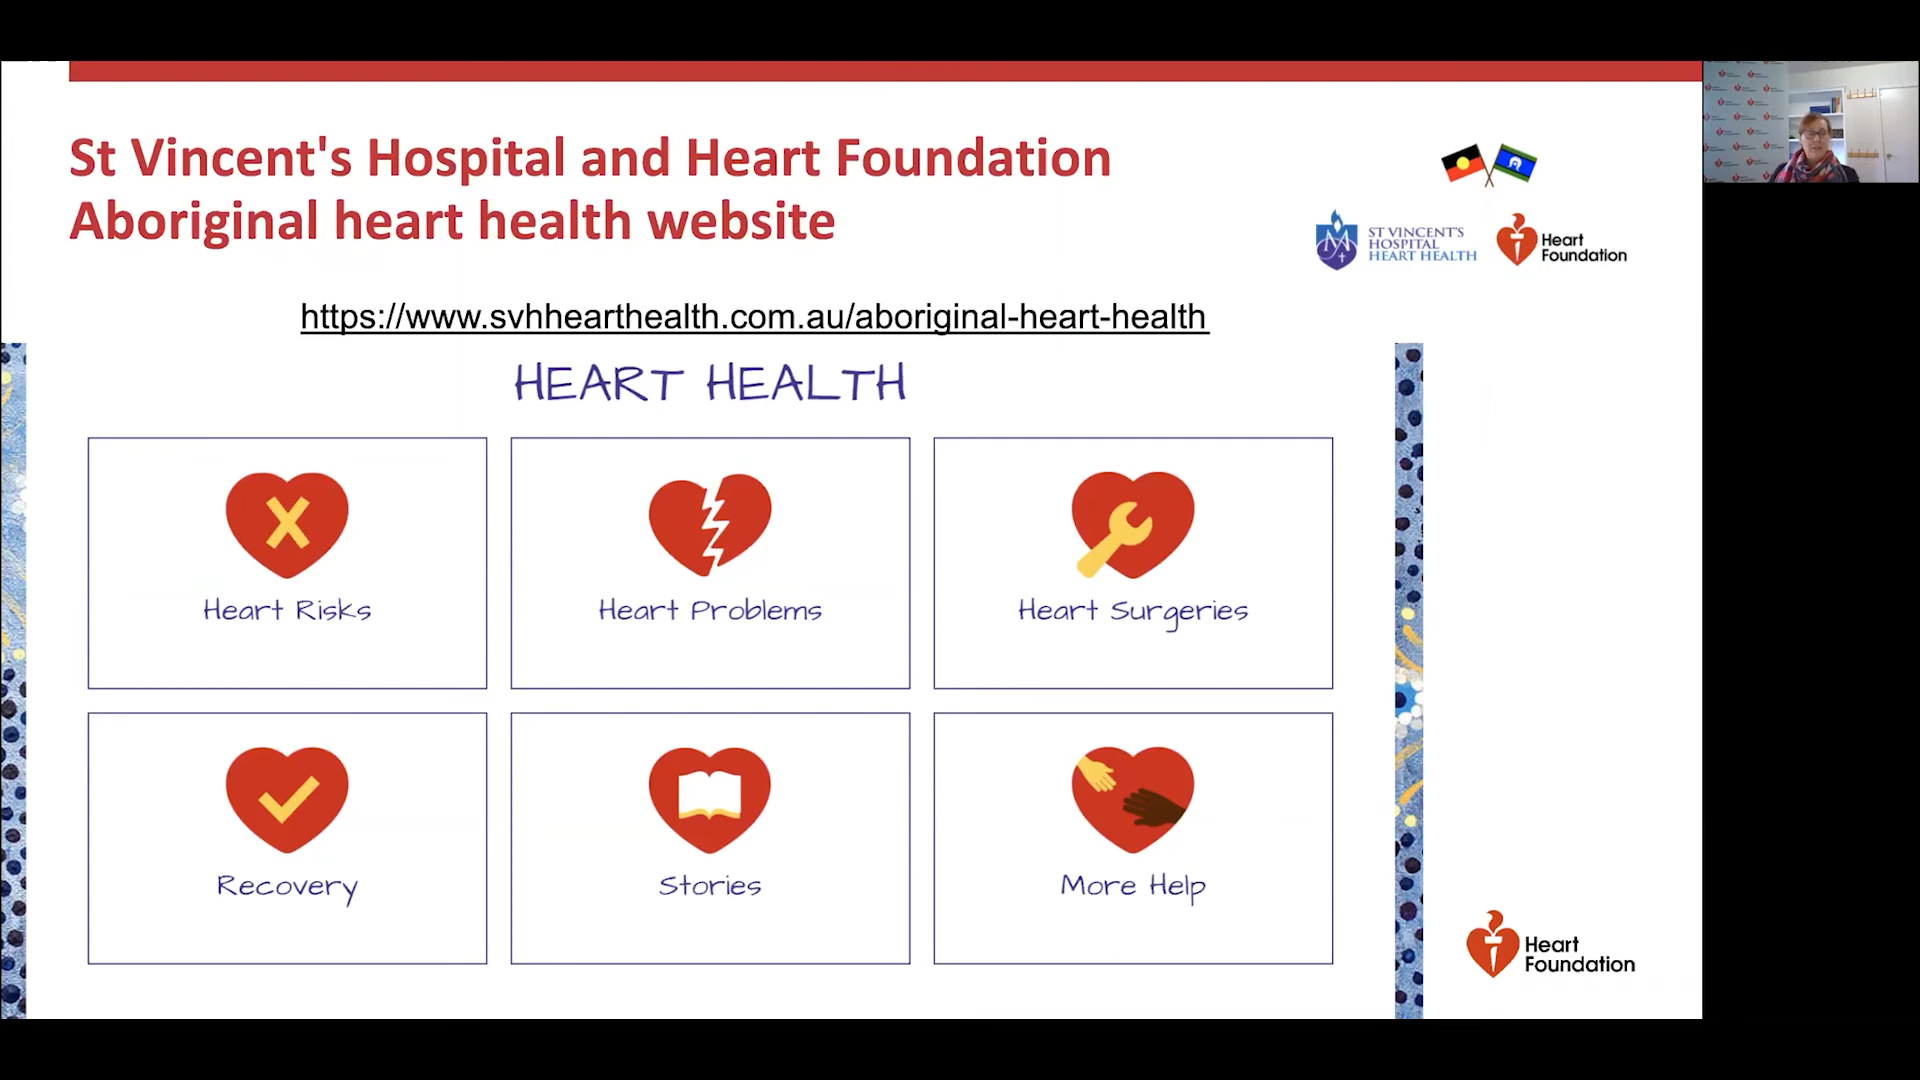 St Vincent's Hospital and Heart Foundation
Aboriginal heart health website
ST VINCENT'S
HOSPITAL
HEART HEALTH
Heart
Foundation
https://www.svhhearthealth.com.au/aboriginal-heart-health
HEART HEALTH
Heart Risks
Heart Problems
Heart Surgeries
Recovery
Stories
More Help
Heart
Foundation